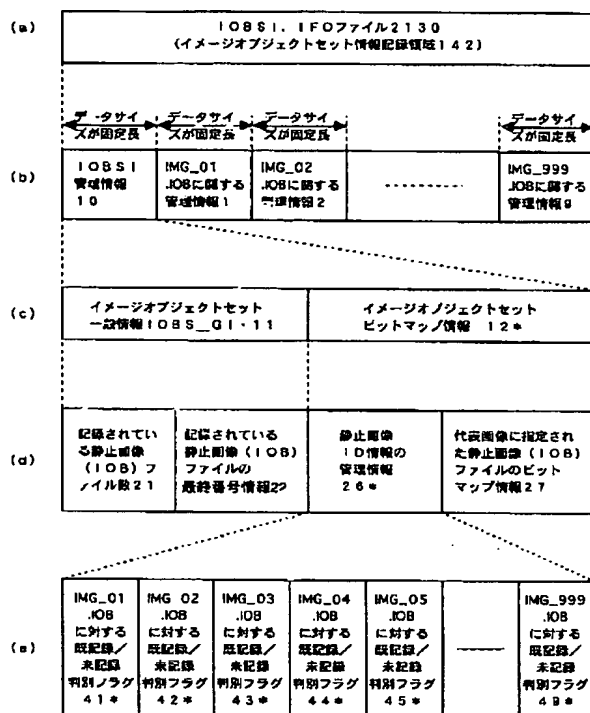 (a)
IOBSI. IFOファイル2130
(イメージオブジェクトセット情報記録領域142)
データサイ
ズが固定長
データサイ
ズが固定長
データサイ
ズが固定長
データサイ
ズが固定長
(b)
IOBSI
管理情報
10
IMG_01
.IOBに関する
管理情報1
IMG_02
.IOBに関する
管理情報2
IMG_999
.IOBに関する
管理情報9
(c)
イメージオブジェクトセット
一般情報IOBS__GI・11
イメージオブジェクトセット
ビットマップ情報 12*
(d)
記録されてい
る静止画像
(IOB)フ
ァイル数21
記録されている
静止画像(IOB)
ファイルの
最終番号情報22
静止画像
ID情報の
管理情報
26*
代表画像に指定され
た静止画像(IOB)
ファイルのビット
マップ情報27
(e)
IMG_01
.IOB
に対する
既記録/
未記録
判別フラグ
41*
IMG_02
.IOB
に対する
既記録/
未記録
判別フラグ
42*
IMG_03
.IOB
に対する
既記録/
未記録
判別フラグ
43*
IMG_04
.IOB
に対する
既記録/
未記録
判別フラグ
44*
IMG_05
.IOB
に対する
既記録/
未記録
判別フラグ
45*
IMG_999
.IOB
に対する
既記録/
未記録
判別フラグ
49*